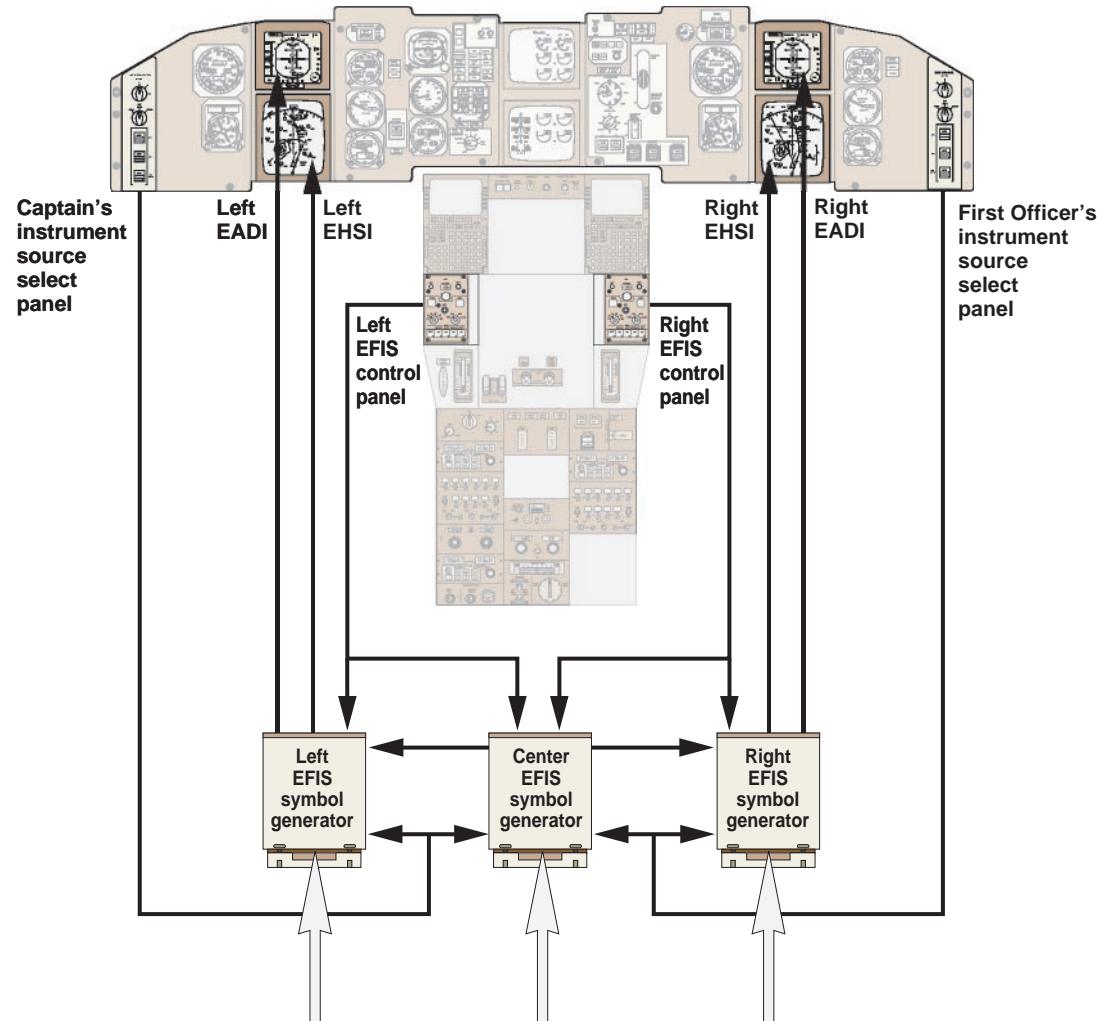 Captain's
instrument
source
select
panel
Left
EADI
Left
EHSI
Right
EHSI
Right
EADI
First Officer's
instrument
source
select
panel
Left
EFIS
control
panel
Right
EFIS
control
panel
Left
EFIS
symbol
generator
Center
EFIS
symbol
generator
Right
EFIS
symbol
generator